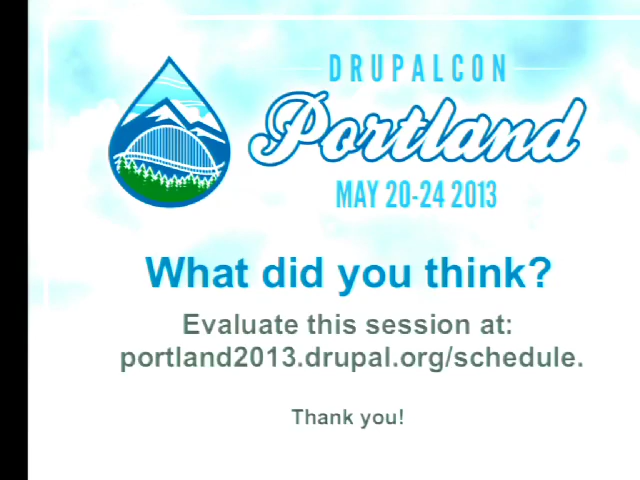 DRUPALCON
Portland
MAY 20-24 2013
What did you think?
Evaluate this session at:
portland2013.drupal.org/schedule.
Thank you!